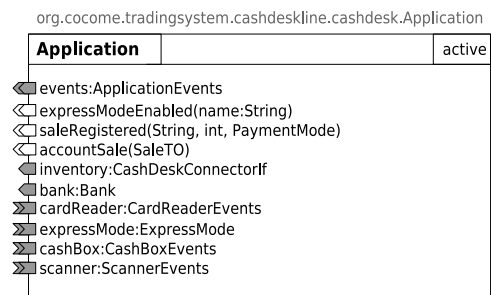 org.cocome.tradingsystem.cashdeskline.cashdesk.Application
Application
active
events:ApplicationEvents
expressModeEnabled(name:String)
saleRegistered(String, int, PaymentMode)
accountSale(SaleTO)
inventory:CashDeskConnectorIf
bank:Bank
cardReader:CardReaderEvents
expressMode:ExpressMode
cashBox:CashBoxEvents
scanner:ScannerEvents